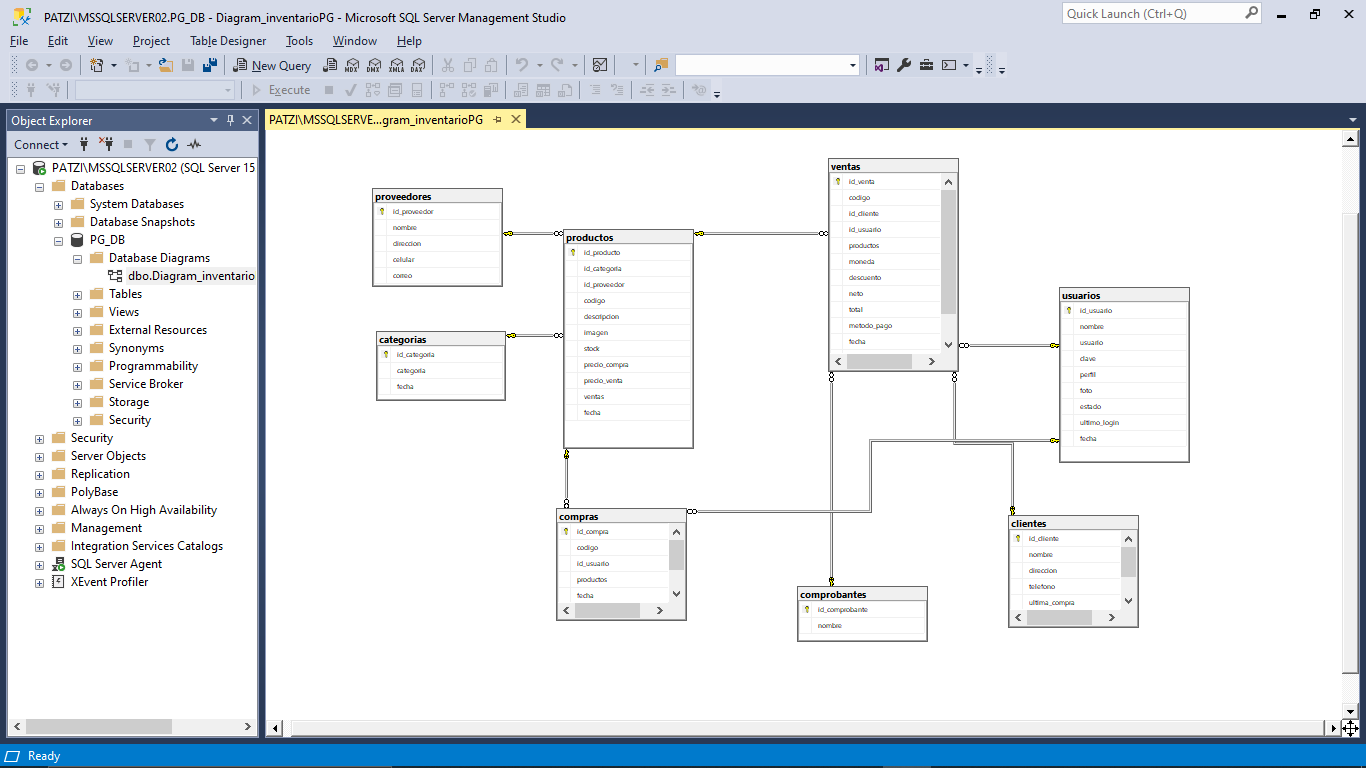 PATZI\MSSQLSERVER02.PG_DB - Diagram_inventarioPG - Microsoft SQL Server Management Studio
Quick Launch (Ctrl+Q)
File Edit View Project Table Designer Tools Window Help
New Query MDX DMX XMLA DAX
Execute
Object Explorer
PATZI\MSSQLSERVE...gram_inventarioPG
Connect
PATZI\MSSQLSERVER02 (SQL Server 15
Databases
System Databases
Database Snapshots
PG_DB
Database Diagrams
dbo.Diagram_inventario
Tables
Views
External Resources
Synonyms
Programmability
Service Broker
Storage
Security
Security
Server Objects
Replication
PolyBase
Always On High Availability
Management
Integration Services Catalogs
SQL Server Agent
XEvent Profiler
proveedores
id_proveedor
nombre
direccion
celular
correo
categorias
id_categoria
categoria
fecha
productos
id_producto
id_categoria
id_proveedor
codigo
descripcion
imagen
stock
precio_compra
precio_venta
ventas
fecha
compras
id_compra
codigo
id_usuario
productos
fecha
ventas
id_venta
codigo
id_cliente
id_usuario
productos
moneda
descuento
neto
total
metodo_pago
fecha
comprobantes
id_comprobante
nombre
usuarios
id_usuario
nombre
usuario
clave
perfil
foto
estado
ultimo_login
fecha
clientes
id_cliente
nombre
direccion
telefono
ultima_compra
Ready